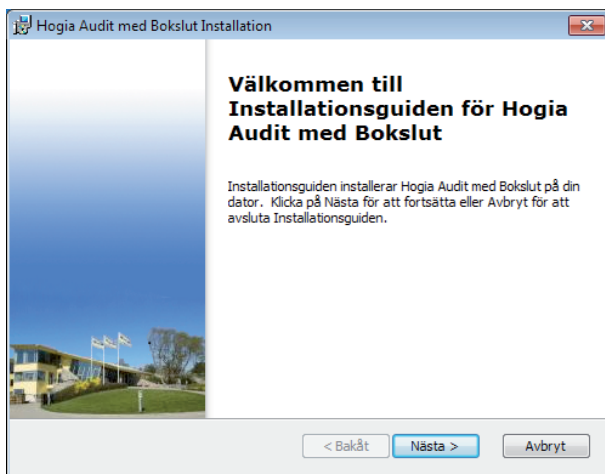 Hogia Audit med Bokslut Installation
Välkommen till
Installationsguiden för Hogia
Audit med Bokslut
Installationsguiden installerar Hogia Audit med Bokslut på din
dator. Klicka på Nästa för att fortsätta eller Avbryt för att
avsluta Installationsguiden.
< Bakåt Nästa > Avbryt